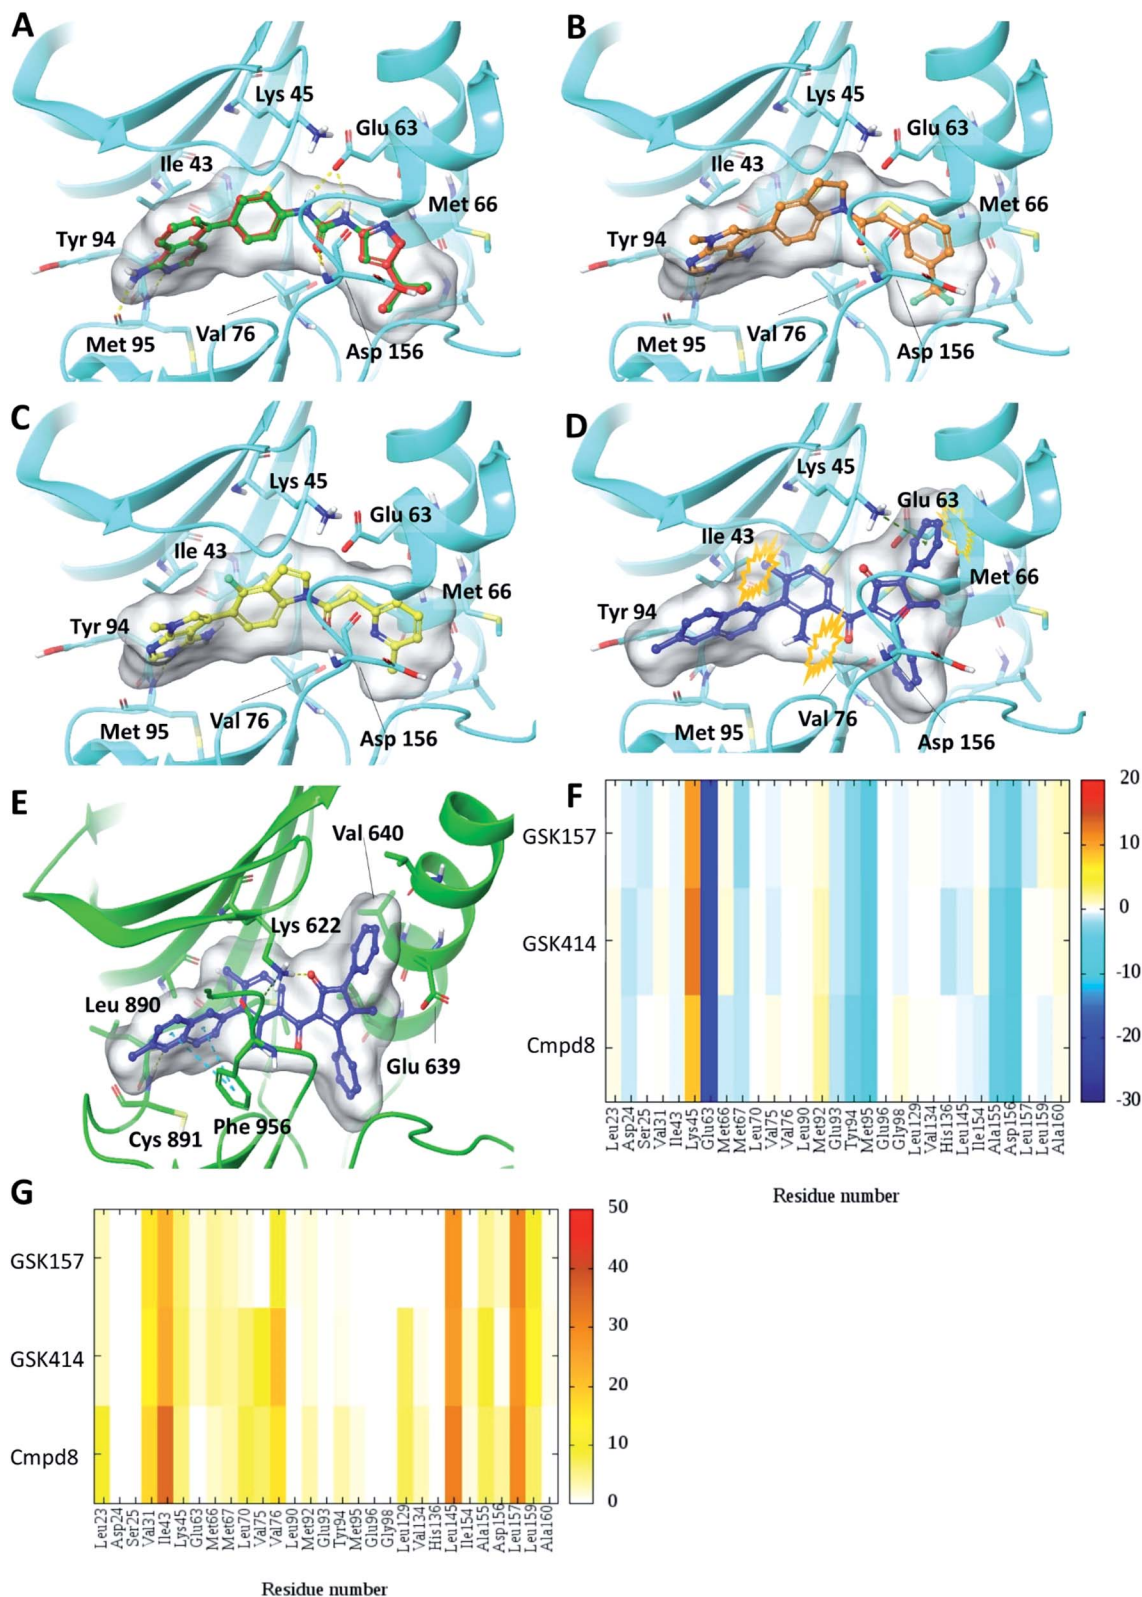 A
Lys 45
Glu 63
Ile 43
Met 66
Tyr 94
Met 95
Val 76
Asp 156
B
Lys 45
Glu 63
Ile 43
Met 66
Tyr 94
Met 95
Val 76
Asp 156
C
Lys 45
Glu 63
Ile 43
Met 66
Tyr 94
Met 95
Val 76
Asp 156
D
Lys 45
Glu 63
Ile 43
Met 66
Tyr 94
Met 95
Val 76
Asp 156
E
Val 640
Lys 622
Leu 890
Glu 639
Cys 891
Phe 956
F
GSK157
GSK414
Cmpd8
20
10
0
-10
-20
-30
Leu23
Asp24
Ser25
Val31
Ile43
Lys45
Glu63
Met66
Met67
Leu70
Val75
Val76
Leu90
Met92
Glu93
Tyr94
Met95
Glu96
Gly98
Leu129
Val134
His136
Leu145
Ile154
Ala155
Asp156
Leu157
Leu159
Ala160
Residue number
G
GSK157
GSK414
Cmpd8
50
40
30
20
10
0
Leu23
Asp24
Ser25
Val31
Ile43
Lys45
Glu63
Met66
Met67
Leu70
Val75
Val76
Leu90
Met92
Glu93
Tyr94
Met95
Glu96
Gly98
Leu129
Val134
His136
Leu145
Ile154
Ala155
Asp156
Leu157
Leu159
Ala160
Residue number